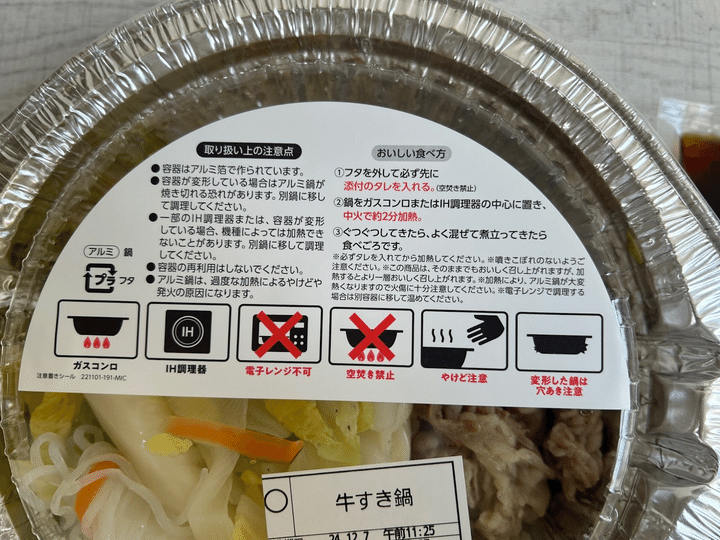 取り扱い上の注意点
●容器はアルミ箔で作られています。
●容器が変形している場合はアルミ鍋が
焼き切れる恐れがあります。別鍋に移し
て調理してください。
●一部のIH調理器または、容器が変形
している場合、機種によっては加熱でき
ないことがあります。別鍋に移して調理
してください。
●容器の再利用はしないでください。
●アルミ鍋は、過度な加熱によるやけどや
発火の原因になります。
アルミ 鍋
プラ フタ
おいしい食べ方
①フタを外して必ず先に
添付のタレを入れる。(空焚き禁止)
②鍋をガスコンロまたはIH調理器の中心に置き、
中火で約2分加熱。
③ぐつぐつしてきたら、よく混ぜて煮立ってきたら
食べごろです。
※必ずタレを入れてから加熱してください。※噴きこぼれのないようご
注意ください。※この商品は、そのままでもおいしく召し上がれますが、加
熱するとより一層おいしく召し上がれます。※加熱により、アルミ鍋が大変
熱くなりますので火傷に十分注意してください。※電子レンジで調理する
場合は別容器に移して温めてください。
ガスコンロ
IH
IH調理器
電子レンジ不可
空焚き禁止
やけど注意
変形した鍋は
穴あき注意
注意書きシール 221101-191-MIC
牛すき鍋
24.12.7 午前11:25